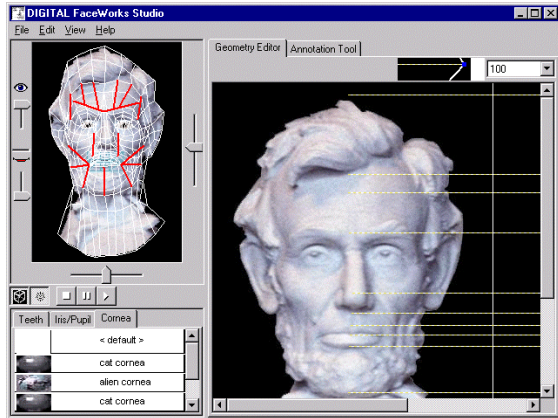 DIGITAL FaceWorks Studio
File Edit View Help
Geometry Editor Annotation Tool
100
Teeth Iris/Pupil Cornea
< default >
cat cornea
alien cornea
cat cornea